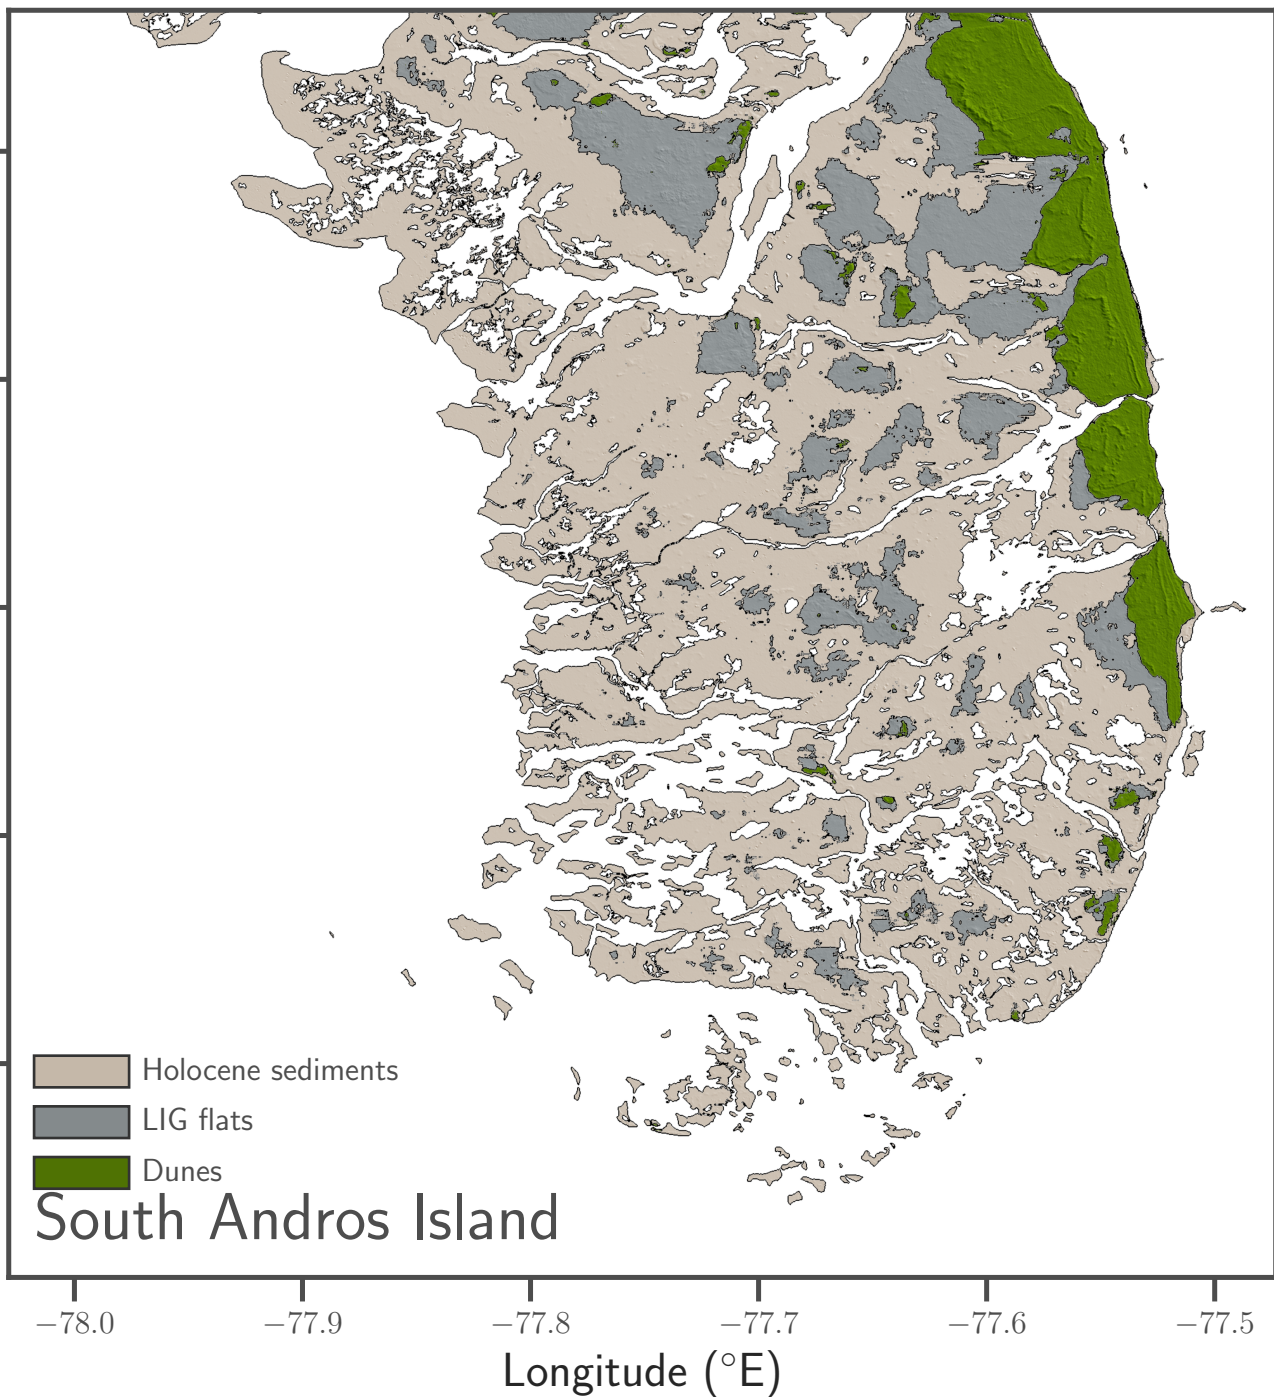 Holocene sediments
LIG flats
Dunes
South Andros Island
−78.0 −77.9 −77.8 −77.7 −77.6 −77.5
Longitude (°E)